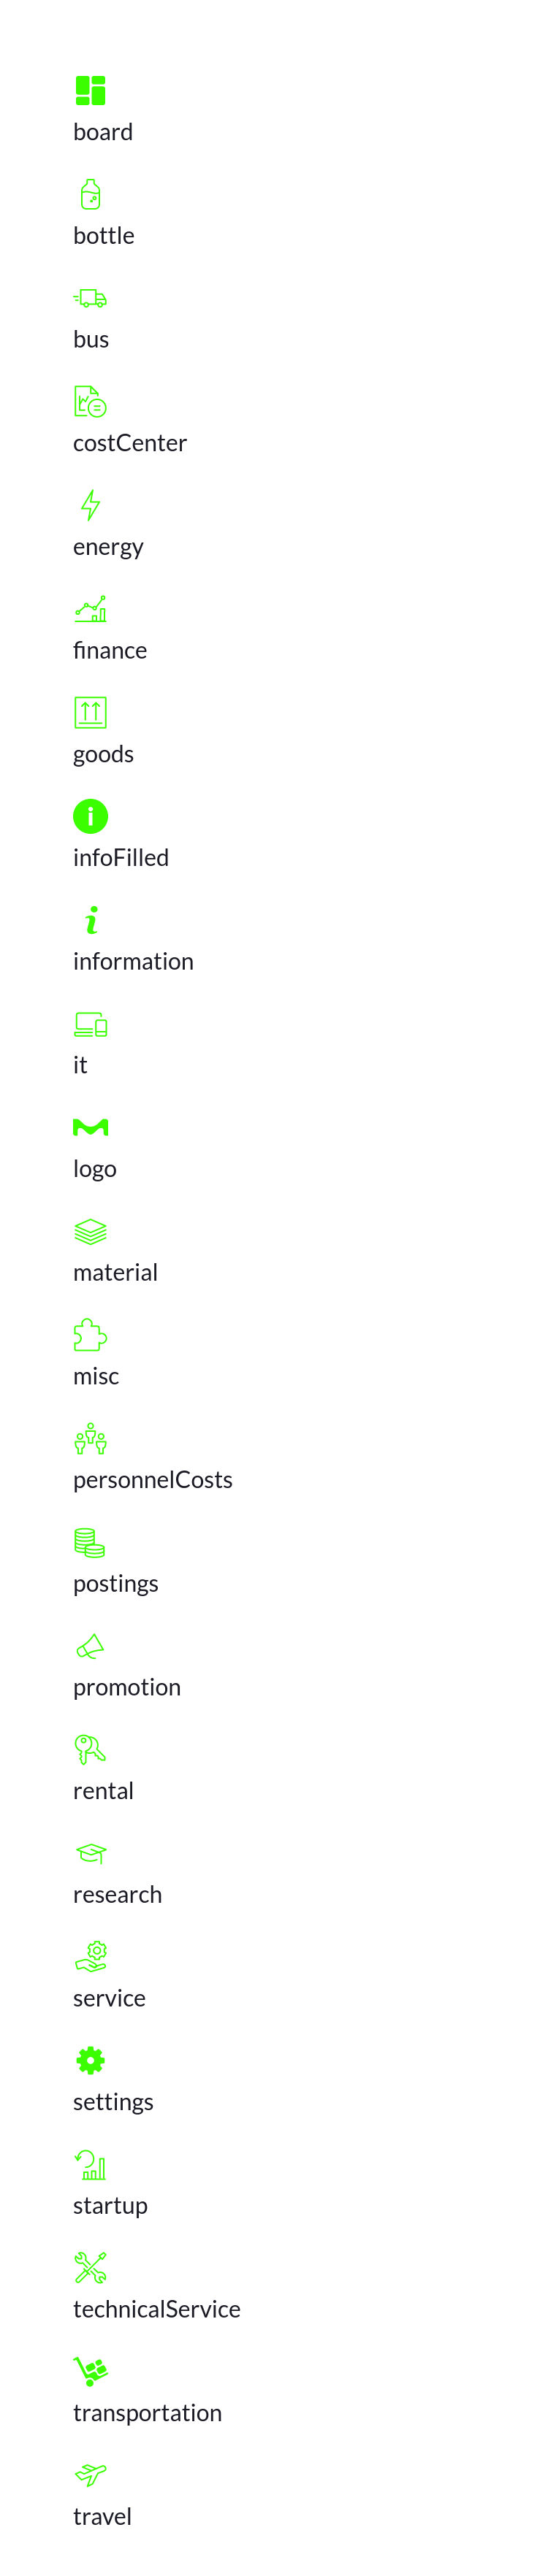 board
bottle
bus
costCenter
energy
finance
goods
infoFilled
information
it
logo
material
misc
personnelCosts
postings
promotion
rental
research
service
settings
startup
technicalService
transportation
travel